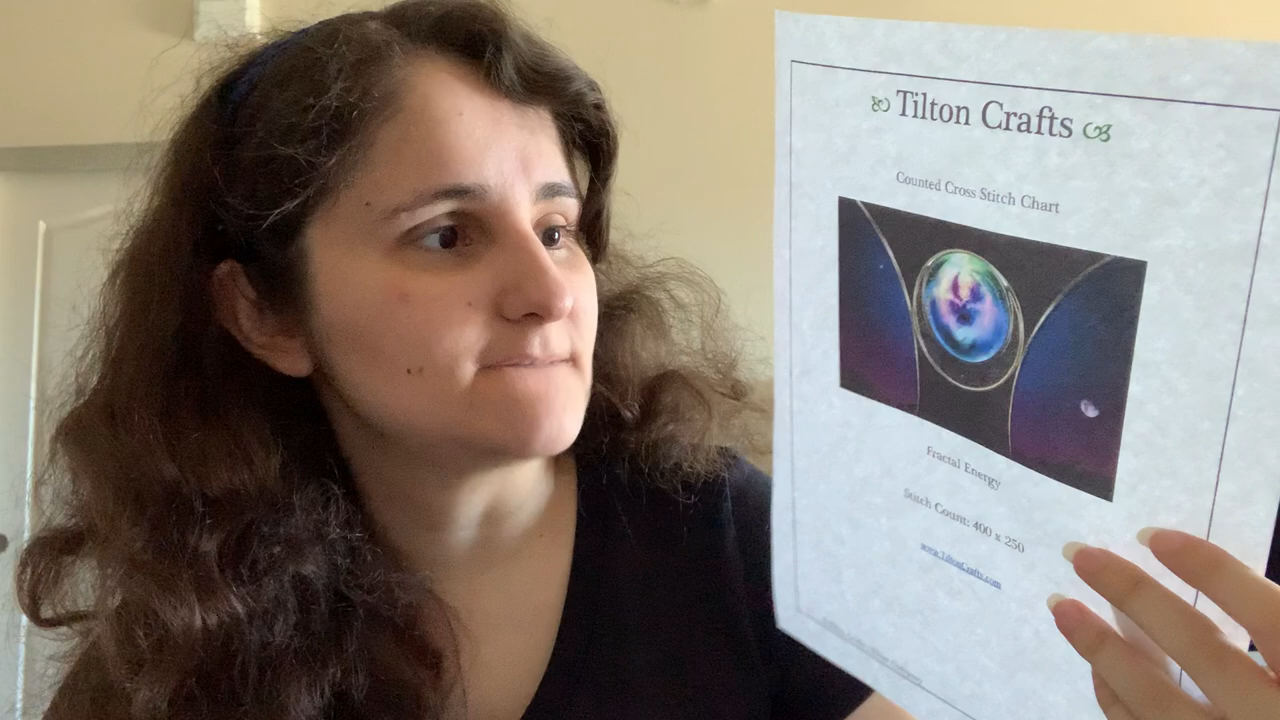 Tilton Crafts
Counted Cross Stitch Chart
Fractal Energy
Stitch Count: 400 x 250
www.TiltonCrafts.com